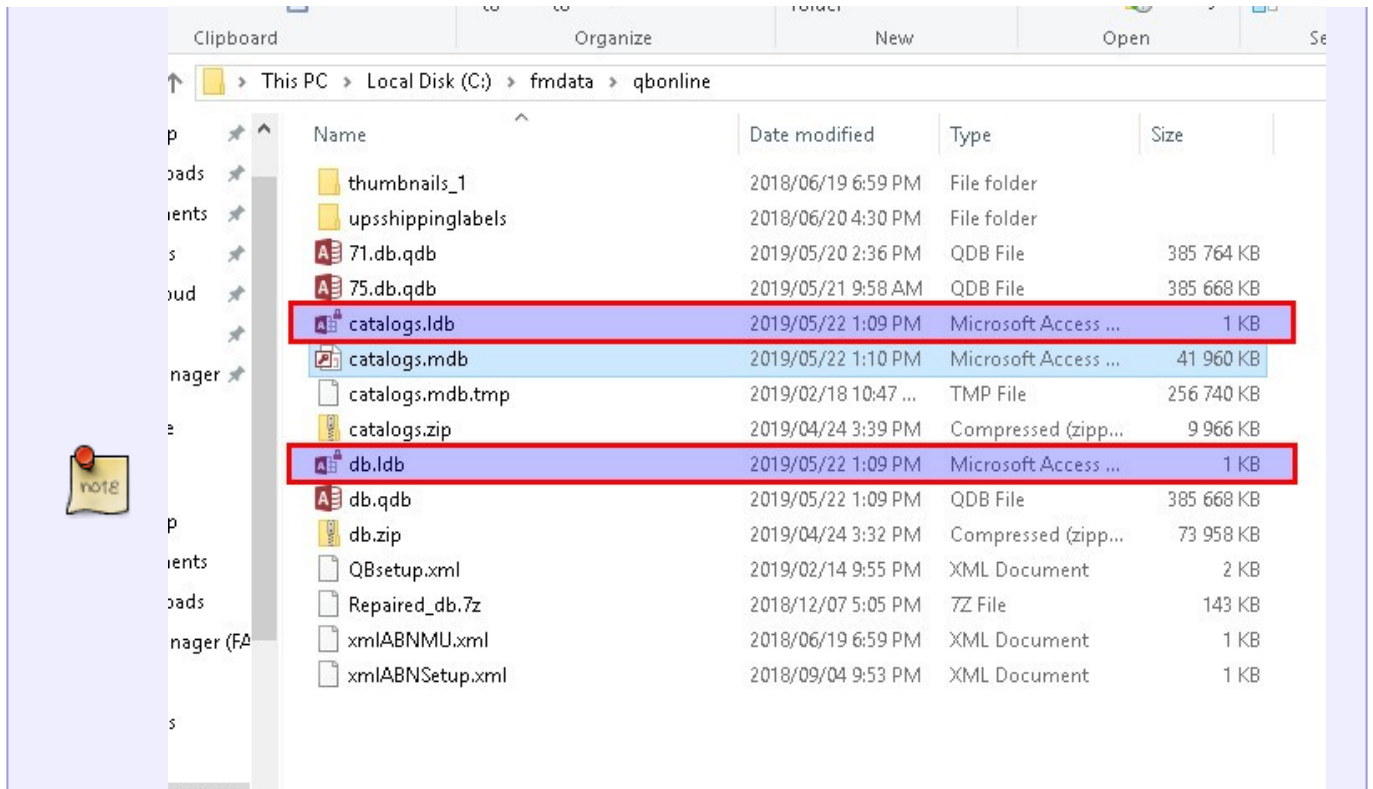 Clipboard Organize New Open
This PC > Local Disk (C:) > fmdata > qbonline
Name Date modified Type Size
thumbnails_1 2018/06/19 6:59 PM File folder
upsshippinglabels 2018/06/20 4:30 PM File folder
71.db.qdb 2019/05/20 2:36 PM QDB File 385 764 KB
75.db.qdb 2019/05/21 9:58 AM QDB File 385 668 KB
catalogs.ldb 2019/05/22 1:09 PM Microsoft Access ... 1 KB
catalogs.mdb 2019/05/22 1:10 PM Microsoft Access ... 41 960 KB
nager
catalogs.mdb.tmp 2019/02/18 10:47 ... TMP File 256 740 KB
catalogs.zip 2019/04/24 3:39 PM Compressed (zipp... 9 966 KB
db.ldb 2019/05/22 1:09 PM Microsoft Access ... 1 KB
note
db.qdb 2019/05/22 1:09 PM QDB File 385 668 KB
db.zip 2019/04/24 3:32 PM Compressed (zipp... 73 958 KB
QBsetup.xml 2019/02/14 9:55 PM XML Document 2 KB
Repaired_db.7z 2018/12/07 5:05 PM 7Z File 143 KB
nager (FA
xmlABNMU.xml 2018/06/19 6:59 PM XML Document 1 KB
xmlABNSetup.xml 2018/09/04 9:53 PM XML Document 1 KB